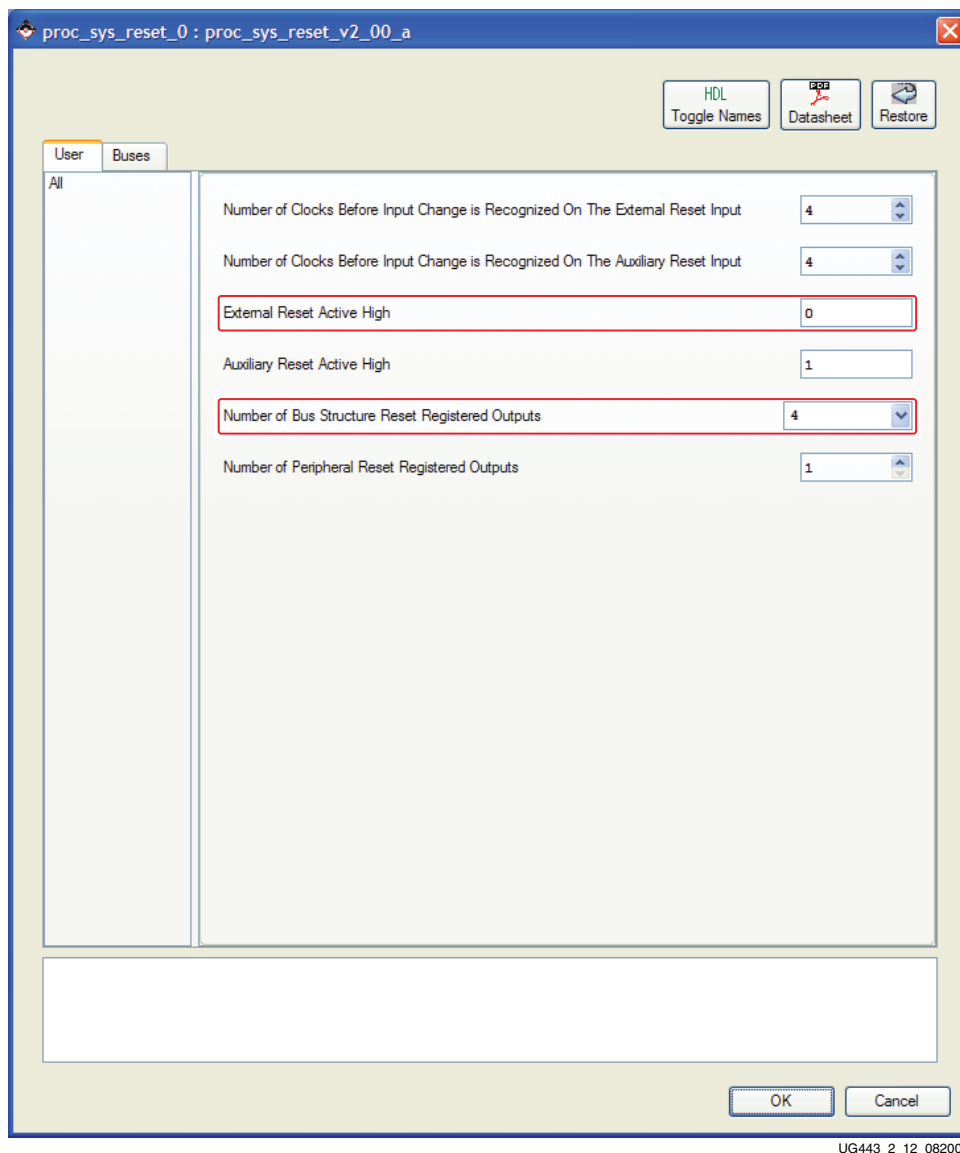 proc_sys_reset_0 : proc_sys_reset_v2_00_a
HDL
Toggle Names
PDF
Datasheet
Restore
User
Buses
All
Number of Clocks Before Input Change is Recognized On The External Reset Input
4
Number of Clocks Before Input Change is Recognized On The Auxiliary Reset Input
4
External Reset Active High
0
Auxiliary Reset Active High
1
Number of Bus Structure Reset Registered Outputs
4
Number of Peripheral Reset Registered Outputs
1
OK
Cancel
UG443_2_12_08200